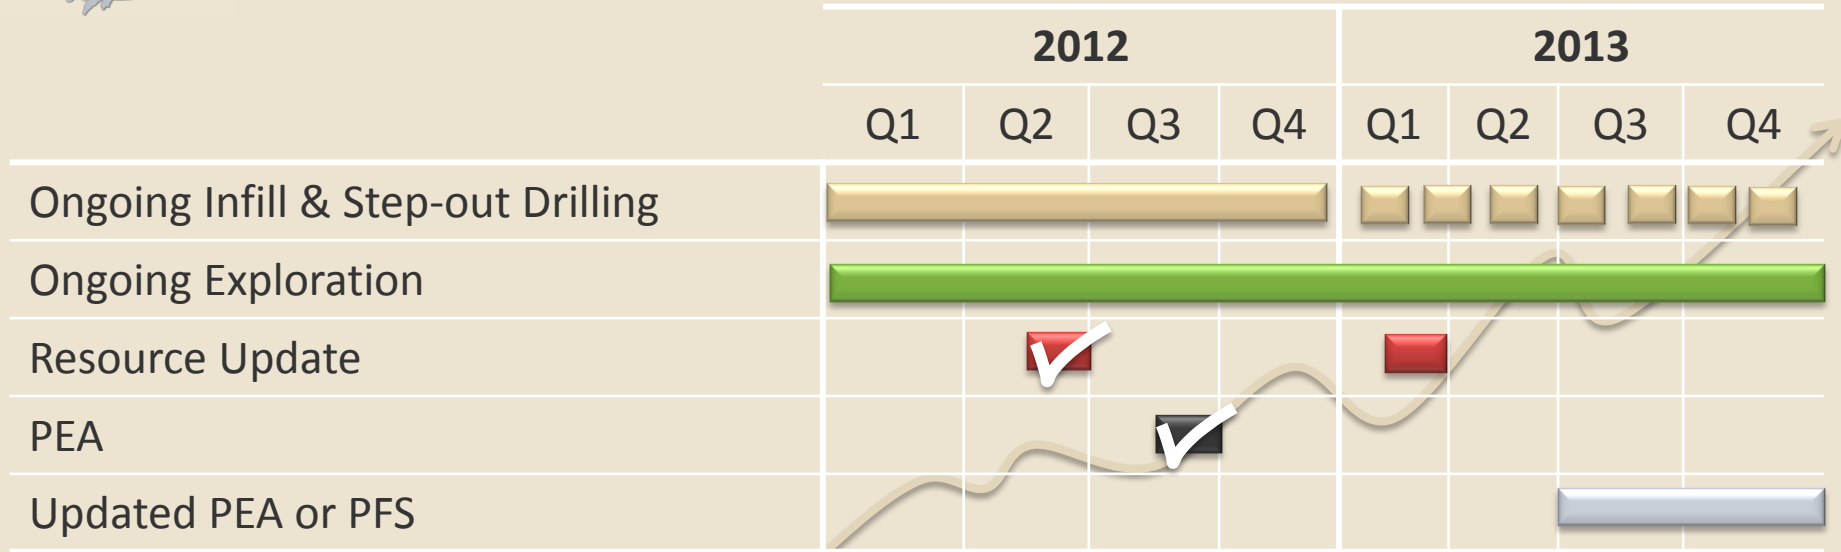 2012 2013
Q1 Q2 Q3 Q4 Q1 Q2 Q3 Q4
Ongoing Infill & Step-out Drilling
Ongoing Exploration
Resource Update
PEA
Updated PEA or PFS